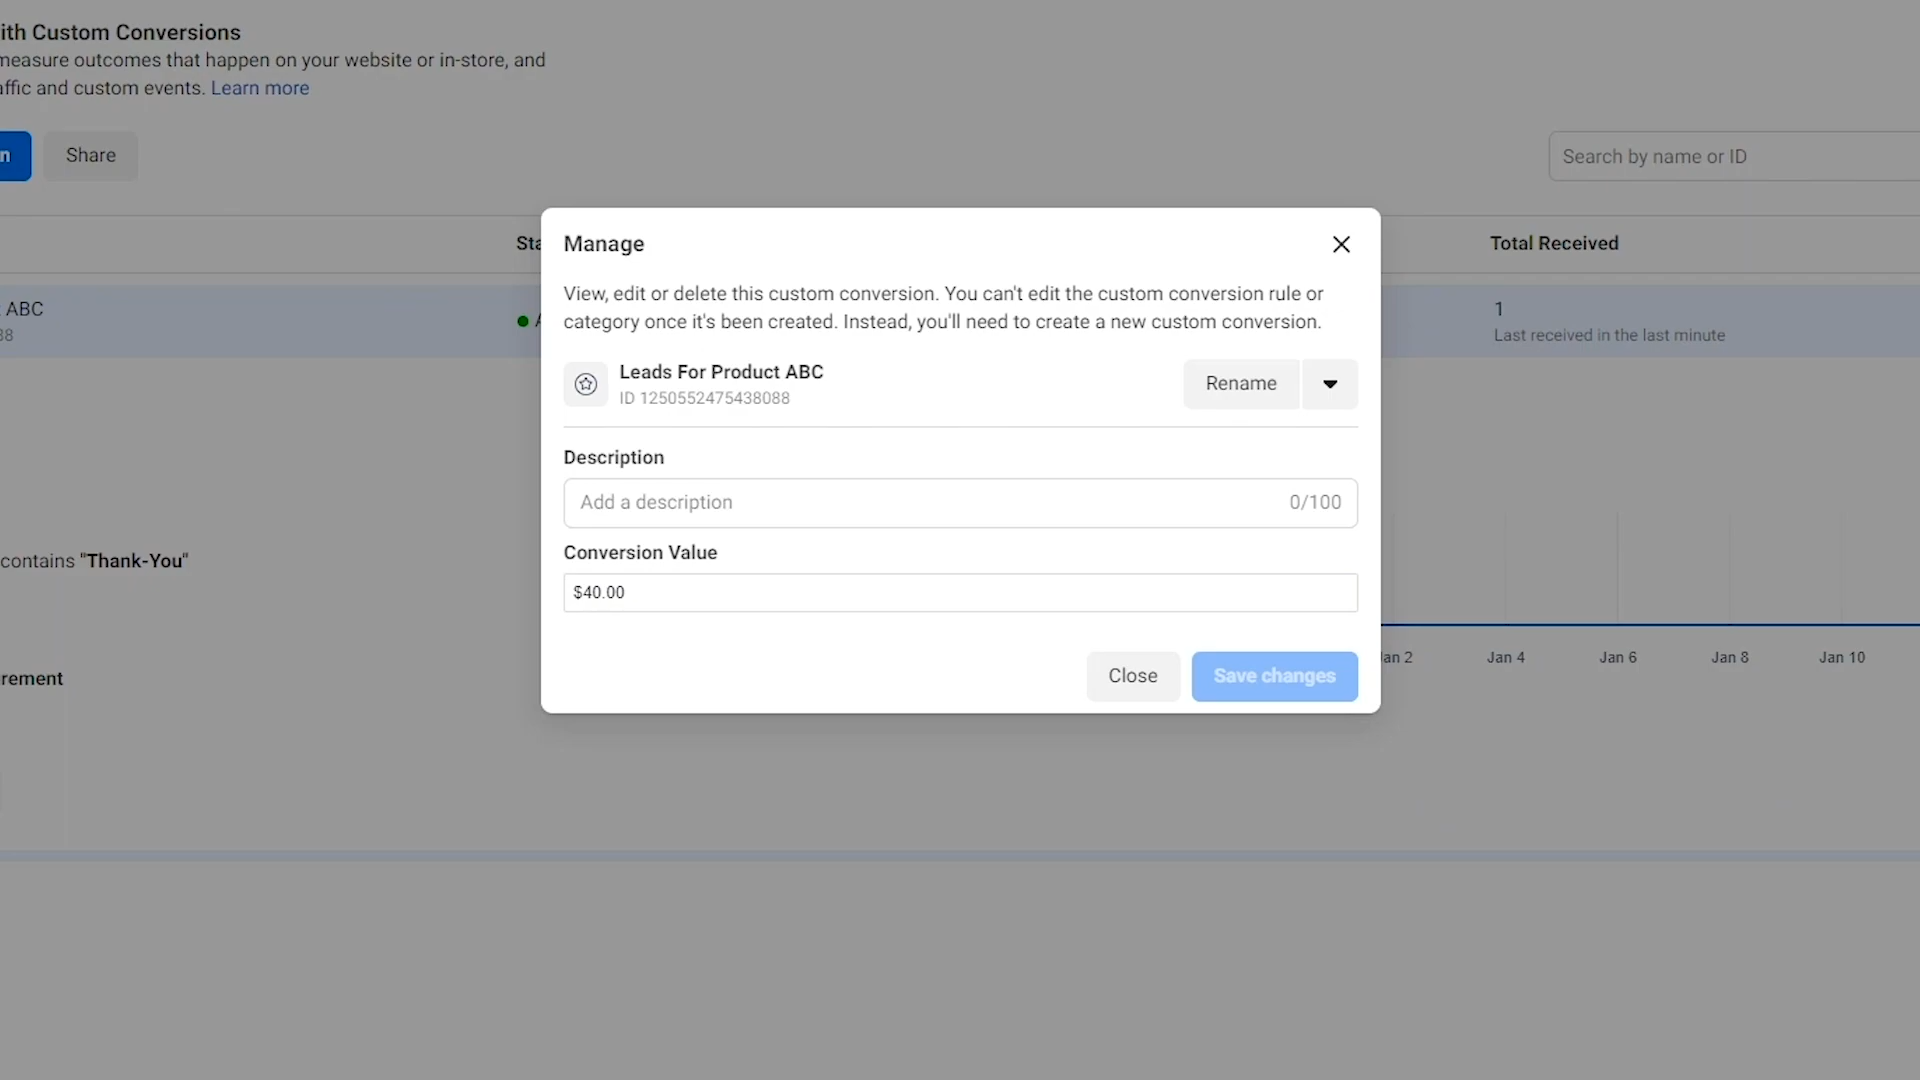 ith Custom Conversions
measure outcomes that happen on your website or in-store, and
affic and custom events. Learn more
n
Share
Search by name or ID
Sta
Total Received
ABC
38
A
1
Last received in the last minute
Manage
View, edit or delete this custom conversion. You can't edit the custom conversion rule or
category once it's been created. Instead, you'll need to create a new custom conversion.
Leads For Product ABC
ID 1250552475438088
Rename
Description
Add a description
0/100
Conversion Value
$40.00
Close
Save changes
contains "Thank-You"
rement
Jan 2
Jan 4
Jan 6
Jan 8
Jan 10